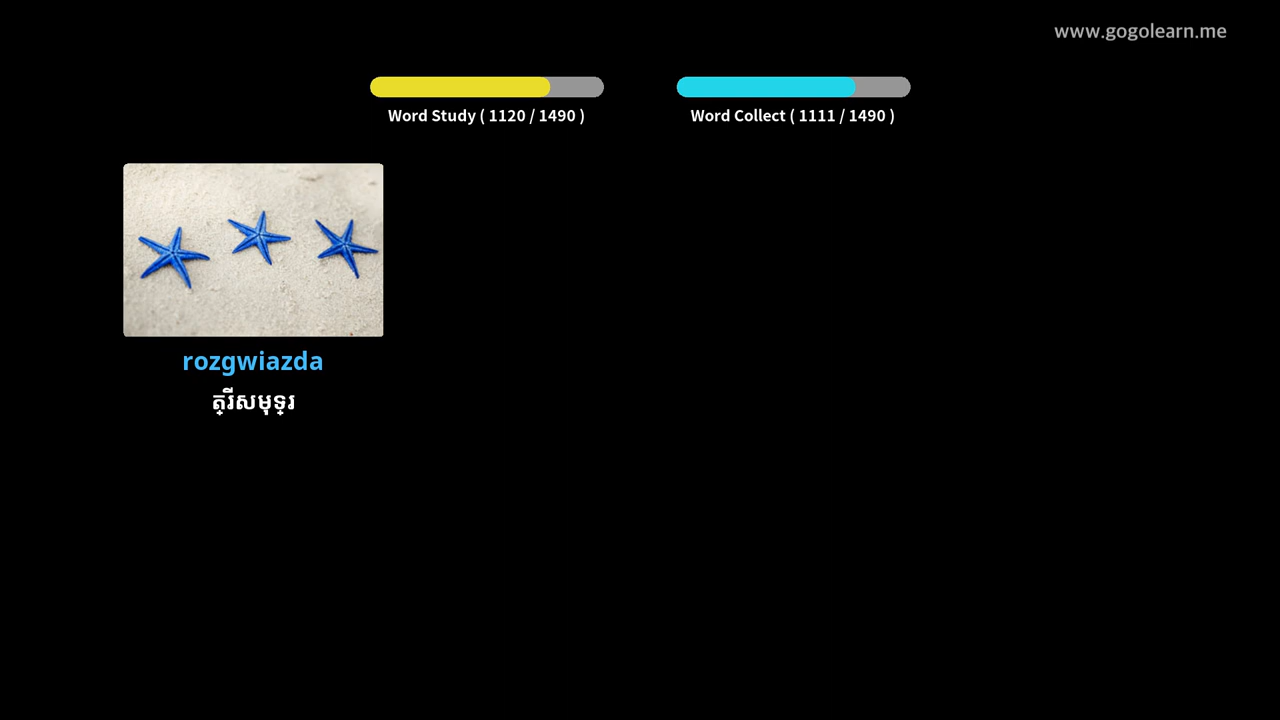 www.gogolearn.me
Word Study ( 1120 / 1490 )
Word Collect ( 1111 / 1490 )
rozgwiazda
ត្រីសមុទ្រ